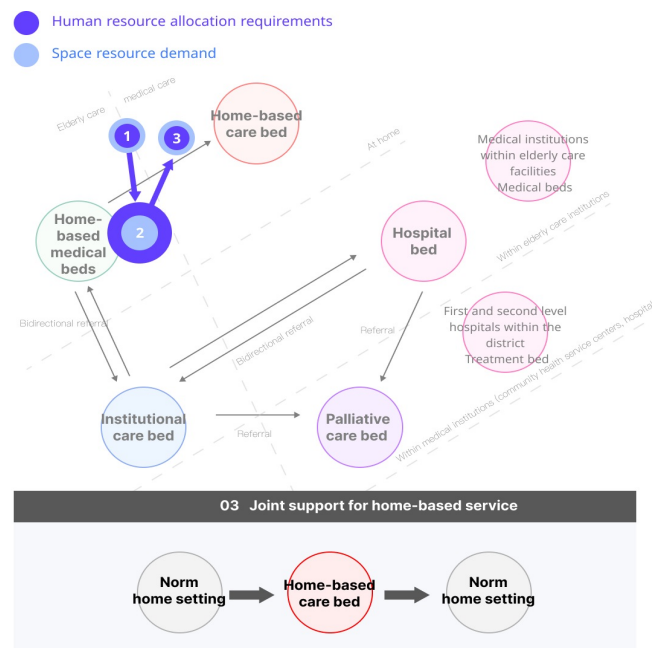 Human resource allocation requirements
Space resource demand
Elderly care
medical care
1
3
2
Home-based
care bed
At home
Medical institutions
within elderly care
facilities
Medical beds
Home-
based
medical
beds
Hospital
bed
Within elderly care institutions
Bidirectional referral
Bidirectional referral
Referral
First and second level
hospitals within the
district
Treatment bed
Within medical institutions (community health service centers, hospital
Institutional
care bed
Referral
Palliative
care bed
03 Joint support for home-based service
Norm
home setting
Home-based
care bed
Norm
home setting